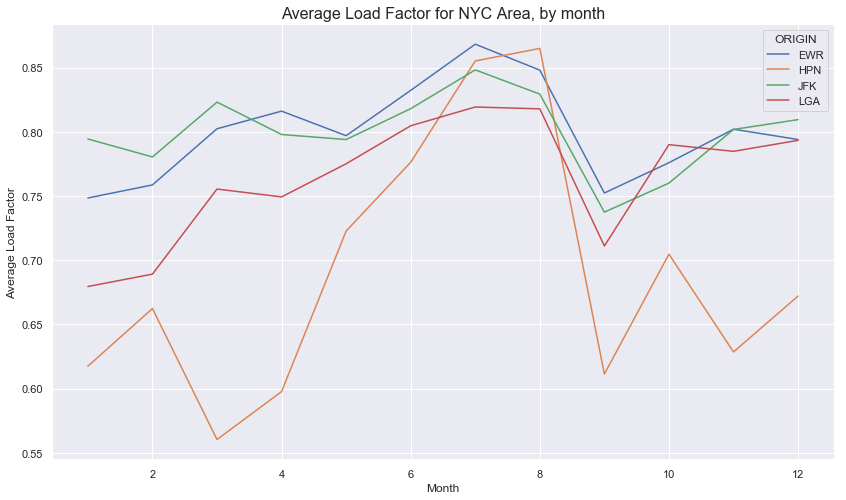 Average Load Factor for NYC Area, by month
ORIGIN
EWR
HPN
JFK
LGA
Average Load Factor
0.85
0.80
0.75
0.70
0.65
0.60
0.55
2 4 6 8 10 12
Month